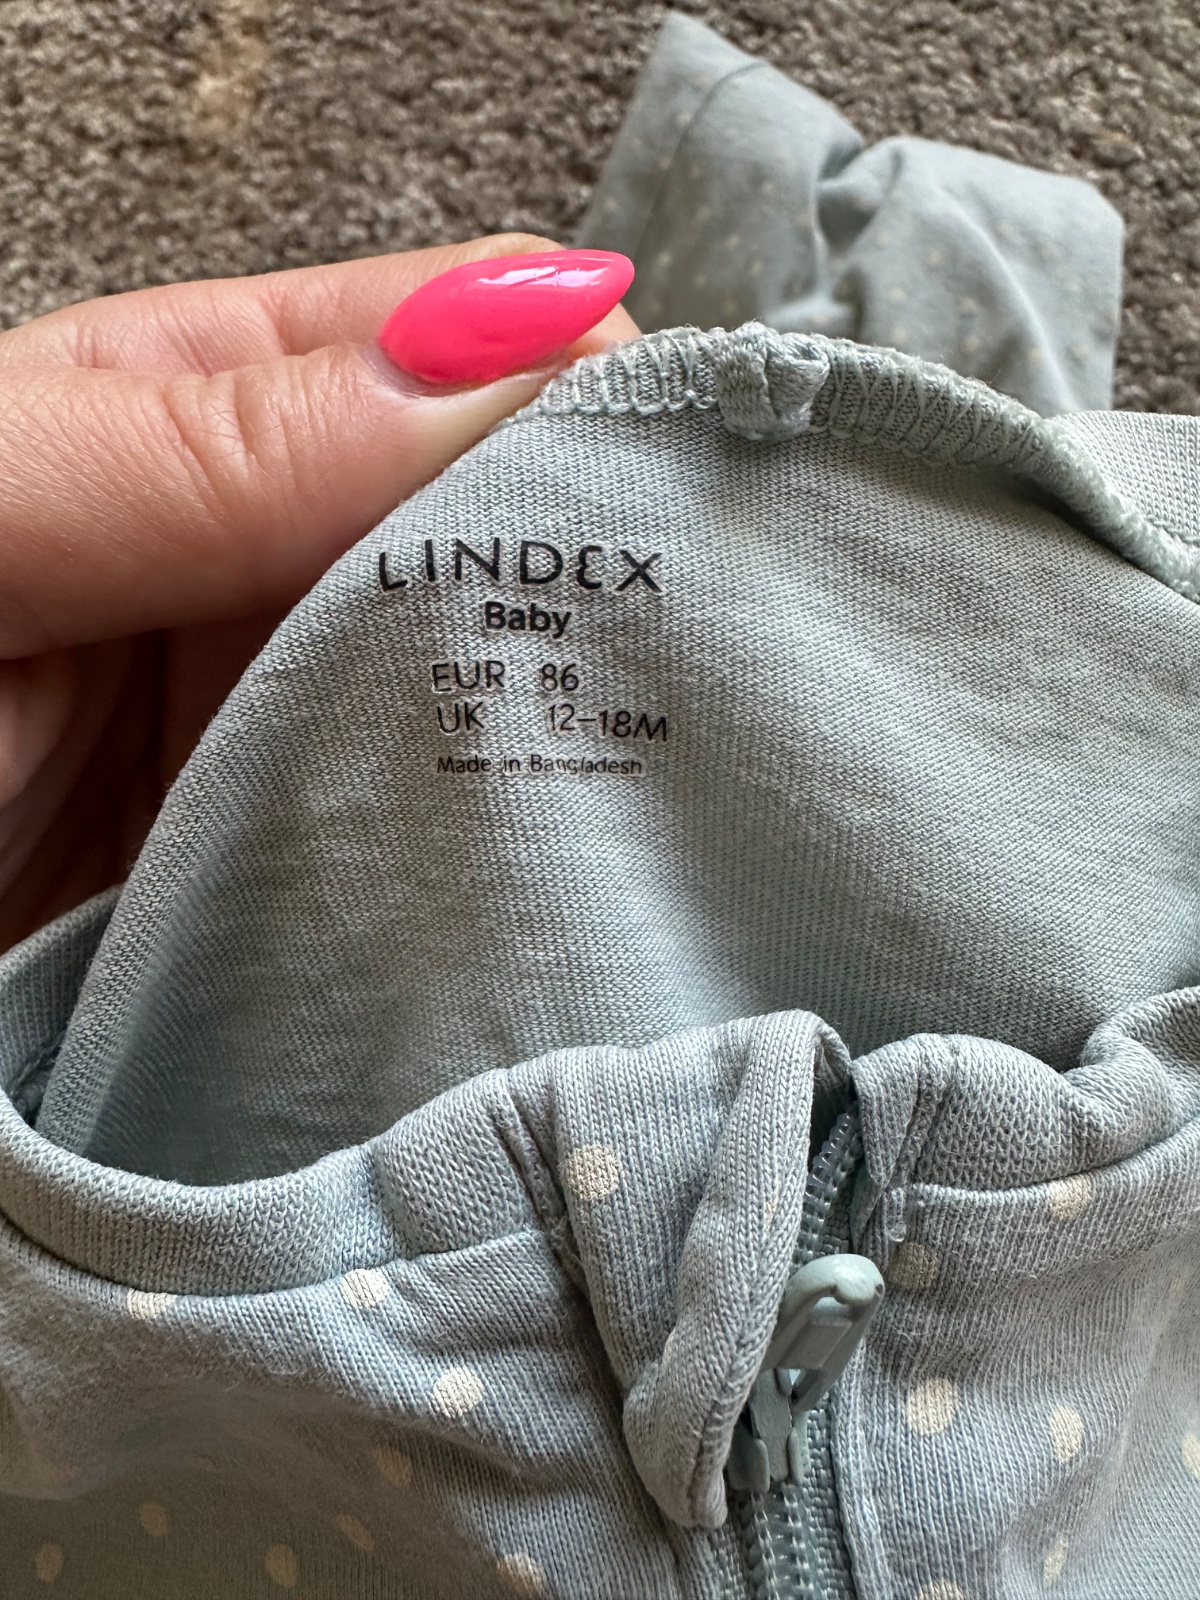 LINDEX
Baby
EUR 86
UK 12-18M
Made in Bangladesh